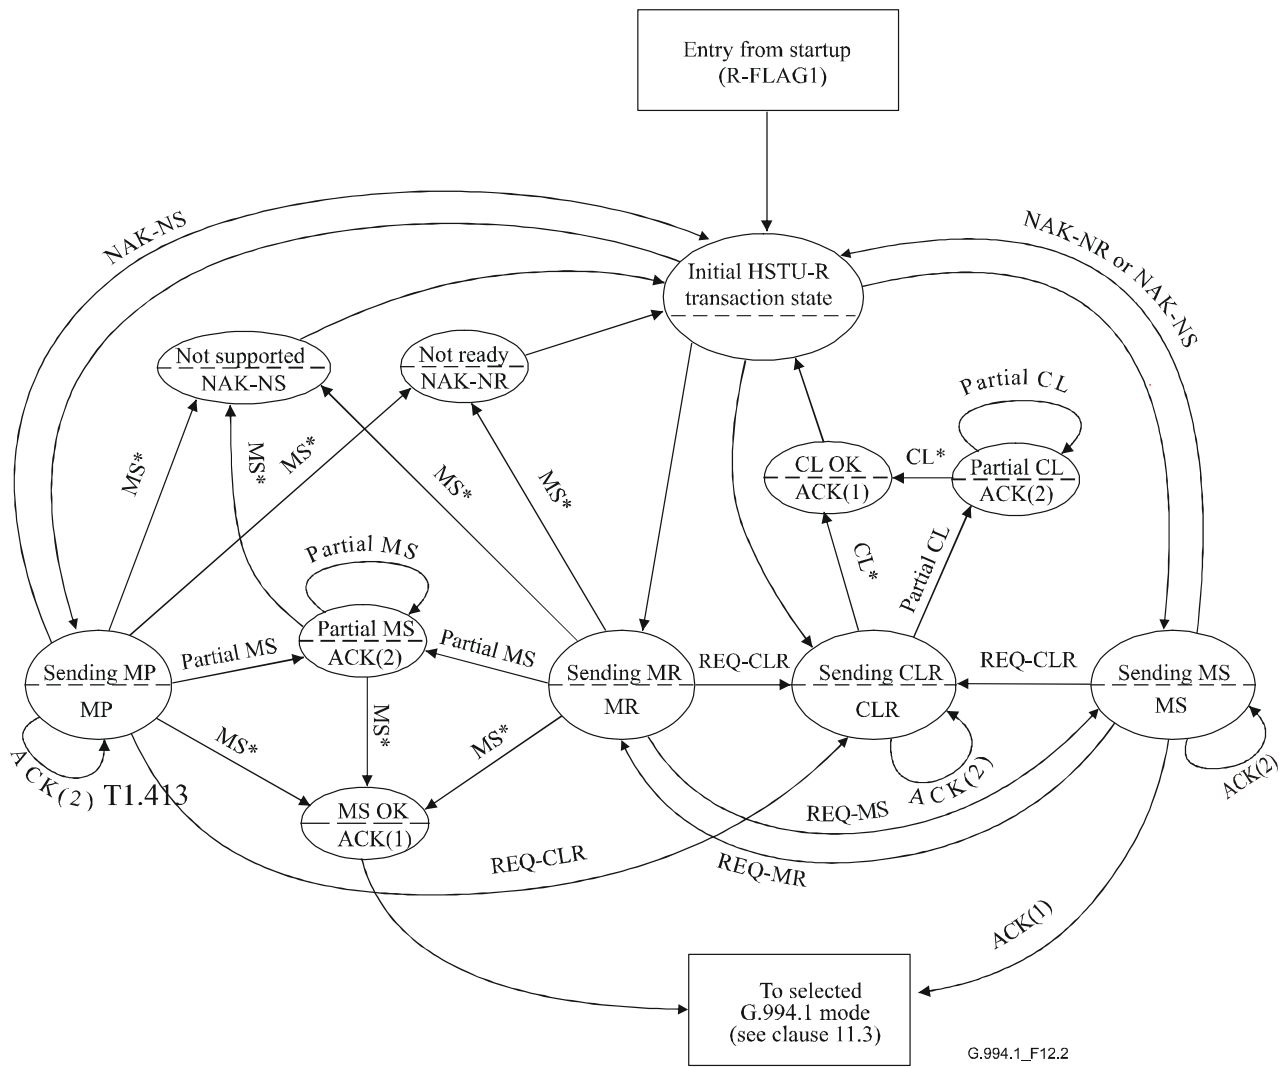 Entry from startup
(R-FLAG1)
NAK-NS
NAK-NR or NAK-NS
Initial HSTU-R
transaction state
Not supported
NAK-NS
Not ready
NAK-NR
Partial CL
MS*
MS*
MS*
MS*
MS*
CL OK
ACK(1)
CL*
Partial CL
ACK(2)
Partial MS
CL*
Partial CL
Partial MS
ACK(2)
Sending MP
MP
Partial MS
Partial MS
Sending MR
MR
REQ-CLR
Sending CLR
CLR
REQ-CLR
Sending MS
MS
ACK(2)
T1.413
MS*
MS*
MS*
MS OK
ACK(1)
REQ-CLR
REQ-MS
REQ-MR
ACK(2)
ACK(2)
ACK(1)
To selected
G.994.1 mode
(see clause 11.3)
G.994.1_F12.2